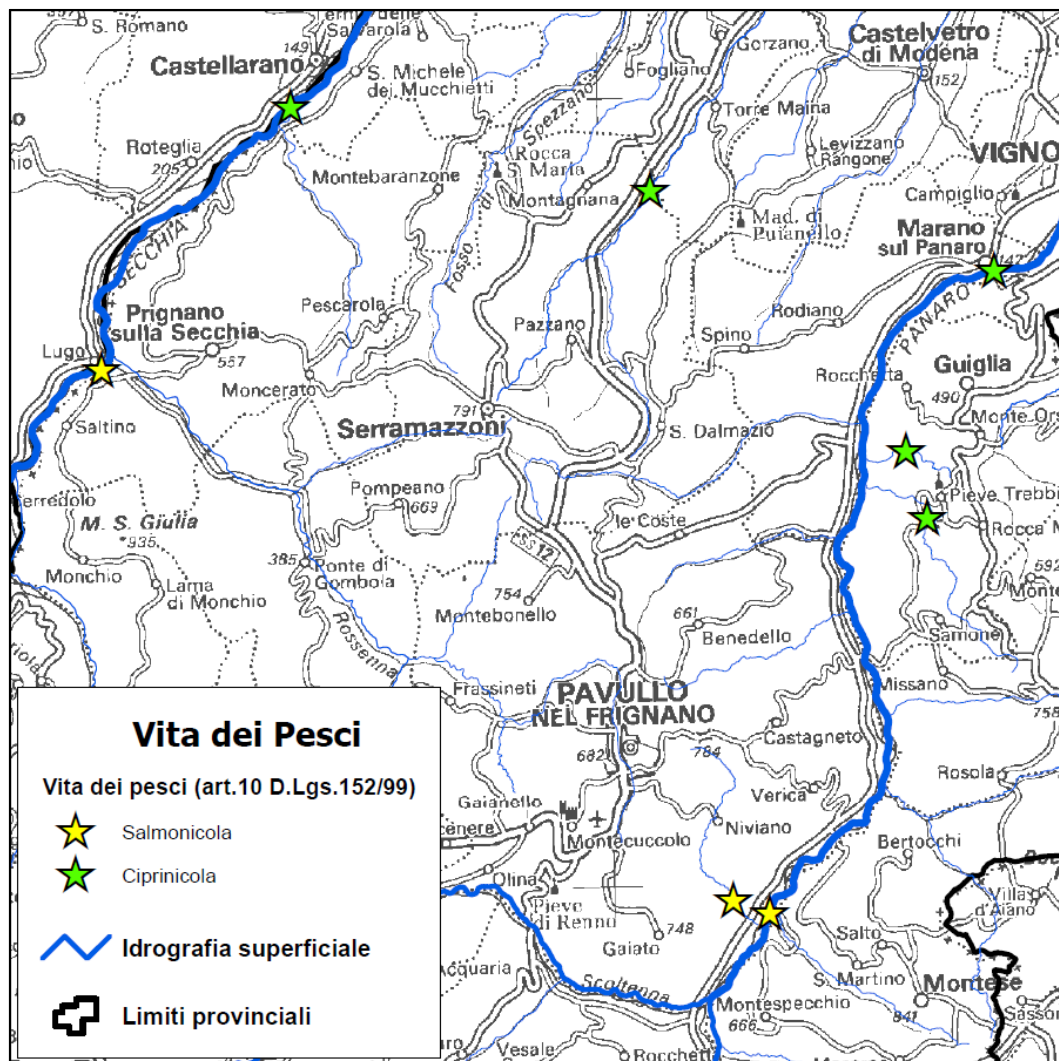 S. Romano
Salvarola
149
Castellarano
S. Michele
dei Mucchietti
Fogliano
Gorzano
Castelvetro
di Modena
152
Torre Maina
Spezzano
Roteglia
205
Rocca
S. Maria
Levizzano
Rangone
VIGNO
Montebaranzone
Montagnana
Campiglio
Mad. di
Puianello
Marano
sul Panaro
SECCHIA
Fosso
di
Pescarola
Prignano
sulla Secchia
Pazzano
Rodiano
PANARO
Spino
Lugo
557
Rocchetta
Guiglia
Moncerato
490
791
Saltino
Serramazzoni
S. Dalmazio
Monte Ors
Pompeano
669
Pieve Trebb
M. S. Giulia
935
le Coste
Rocca M
SS 12
385
Ponte di
Gombola
Monchio
Lama
di Monchio
754
Montebonello
592
Monte
661
Benedello
Samone
Rossenna
Missano
Frassineti
PAVULLO
NEL FRIGNANO
758
Castagneto
682
784
Rosola
Verica
Gaianello
Niviano
Montecuccolo
Bertocchi
cenere
Olina
Villa
d'Aiano
Pieve
di Renno
748
Gaiato
Salto
Acquaria
Scoltenna
S. Martino
Montese
Montespecchio
666
841
Sasso
Vesale
Rocchett
Vita dei Pesci
Vita dei pesci (art.10 D.Lgs.152/99)
Salmonicola
Ciprinicola
Idrografia superficiale
Limiti provinciali